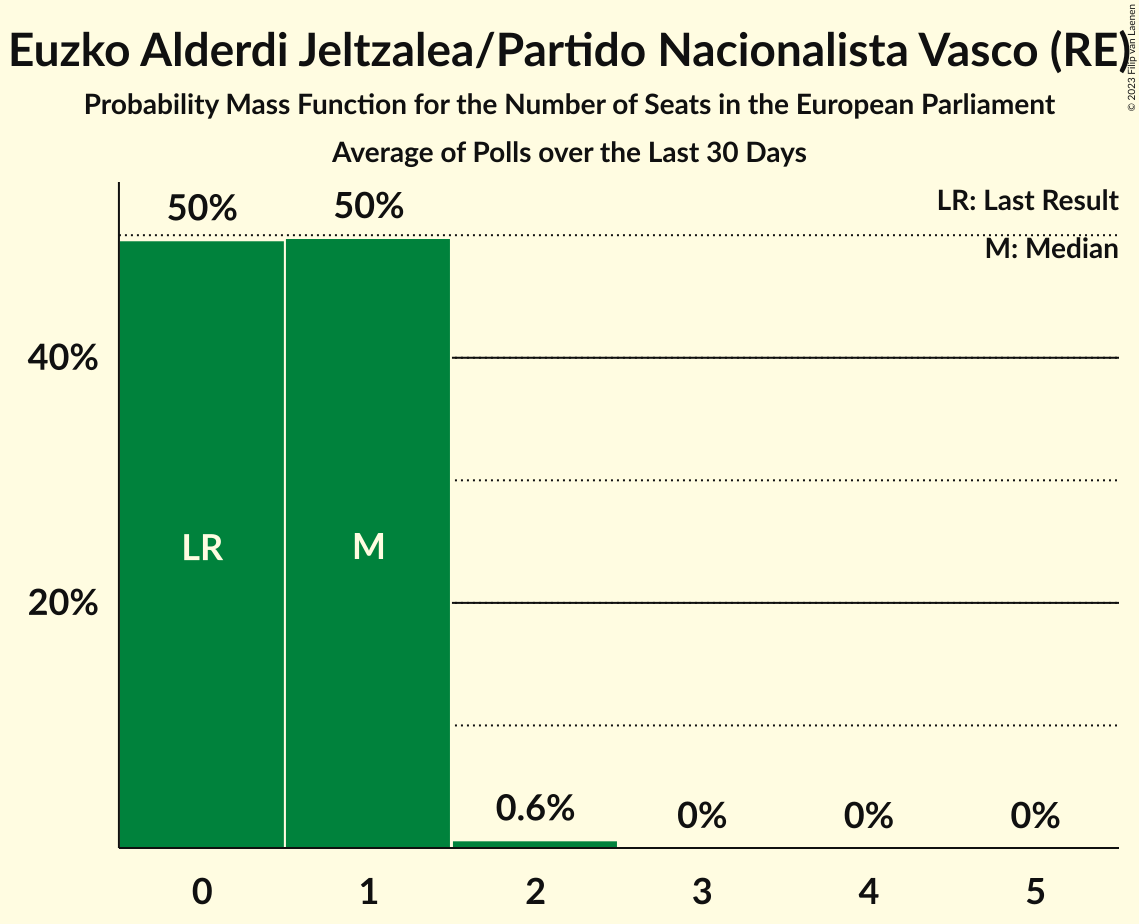 Euzko Alderdi Jeltzalea/Partido Nacionalista Vasco (RE)
© 2023 Filip van Laenen
Probability Mass Function for the Number of Seats in the European Parliament
Average of Polls over the Last 30 Days
50% 50%
LR: Last Result
M: Median
40%
LR M
20%
0.6% 0% 0% 0%
0 1 2 3 4 5